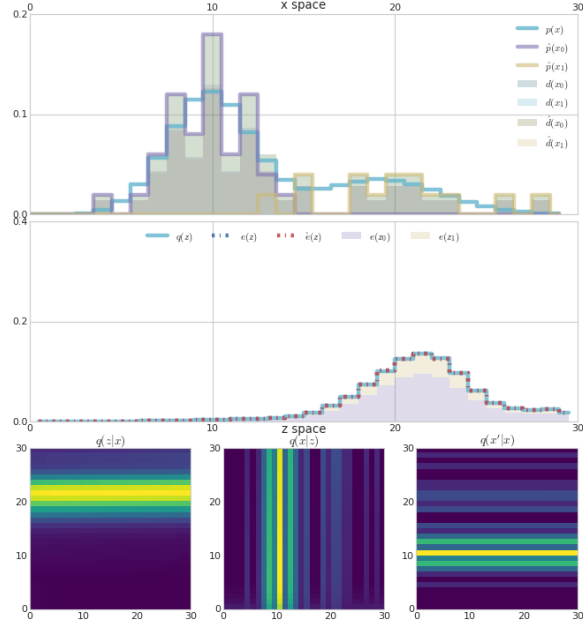 x space
0 10 20 30
0.2
0.1
0.0
p(x)
p̂(x₀)
p̂(x₁)
d(x₀)
d(x₁)
d̂(x₀)
d̂(x₁)
0 10 20 30
0.4
0.2
0.0
q(z) e(z) ê(z) e(z₀) e(z₁)
z space
q(z|x) q(x|z) q(x'|x)
30 30 30
20 20 20
10 10 10
0 0 0
0 10 20 30 0 10 20 30 0 10 20 30